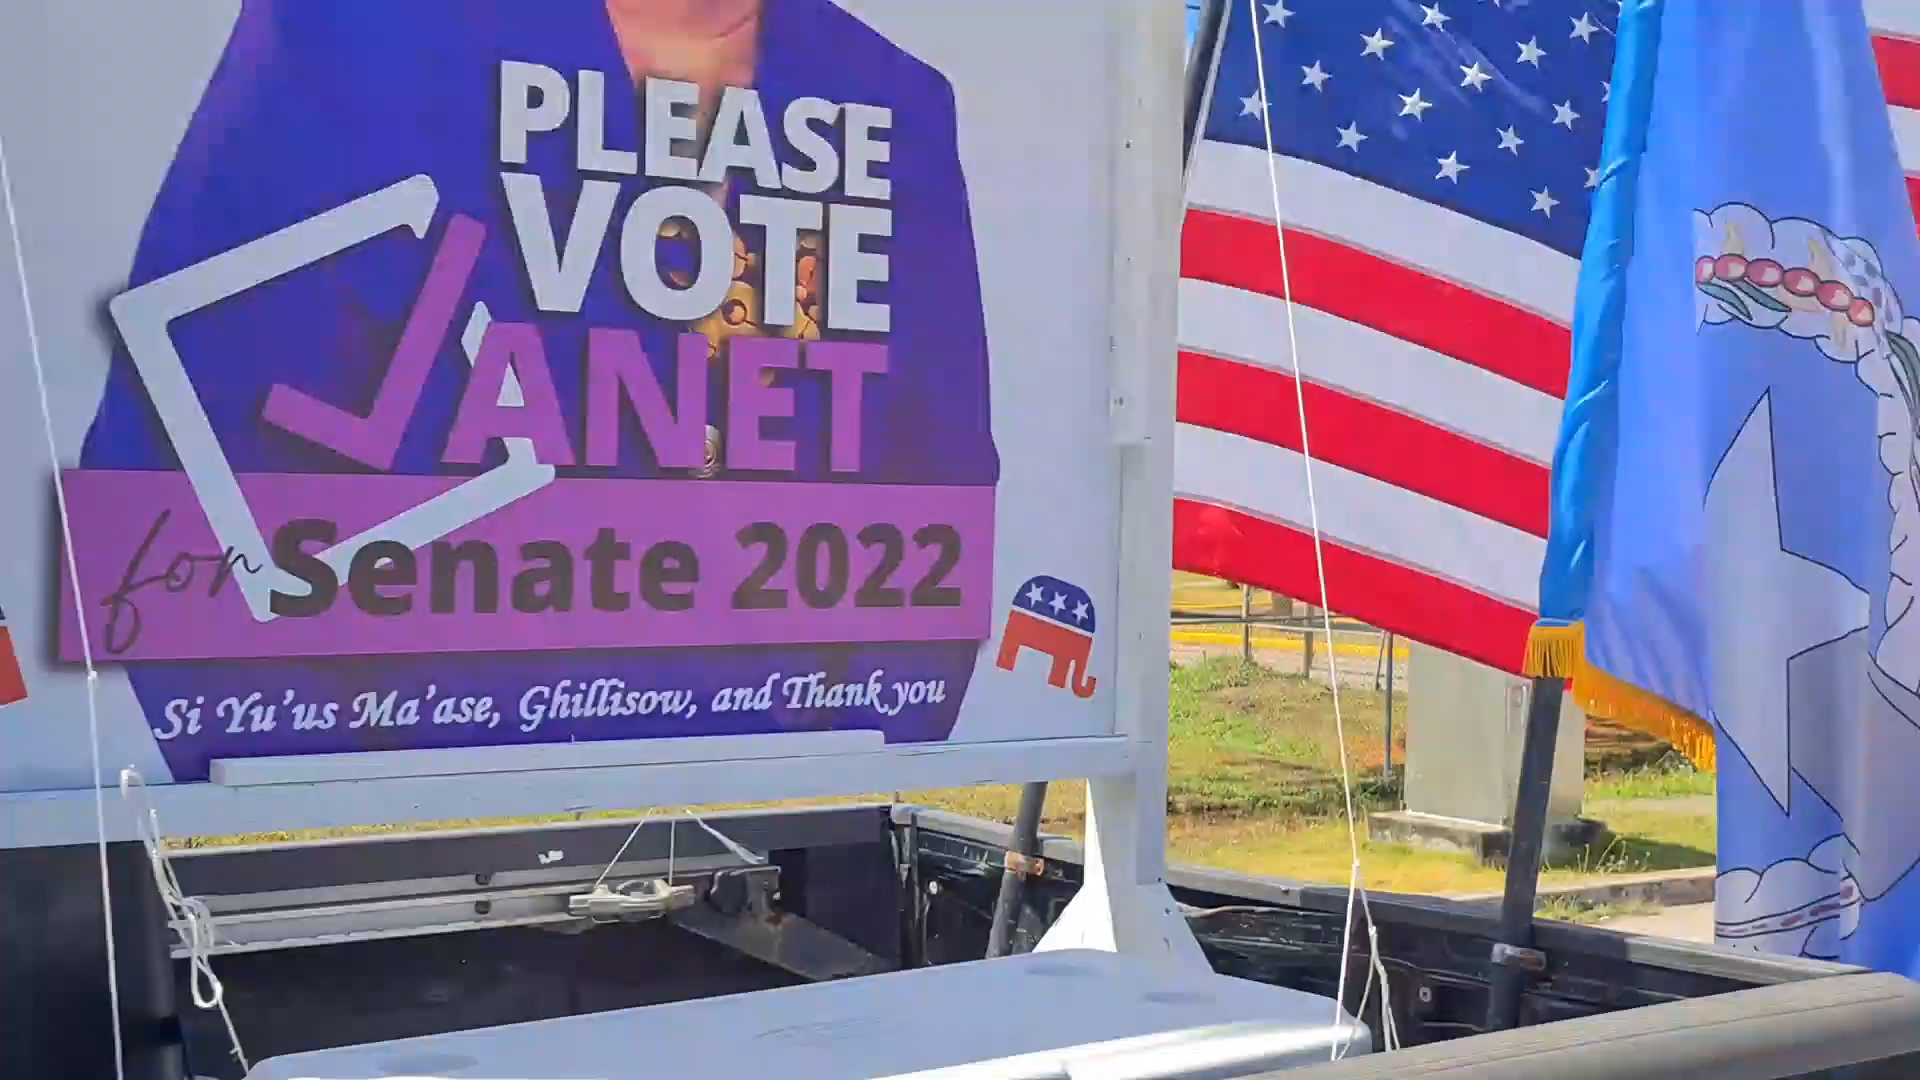 PLEASE
VOTE
JANET
for Senate 2022
Si Yu'us Ma'ase, Ghillisow, and Thank you